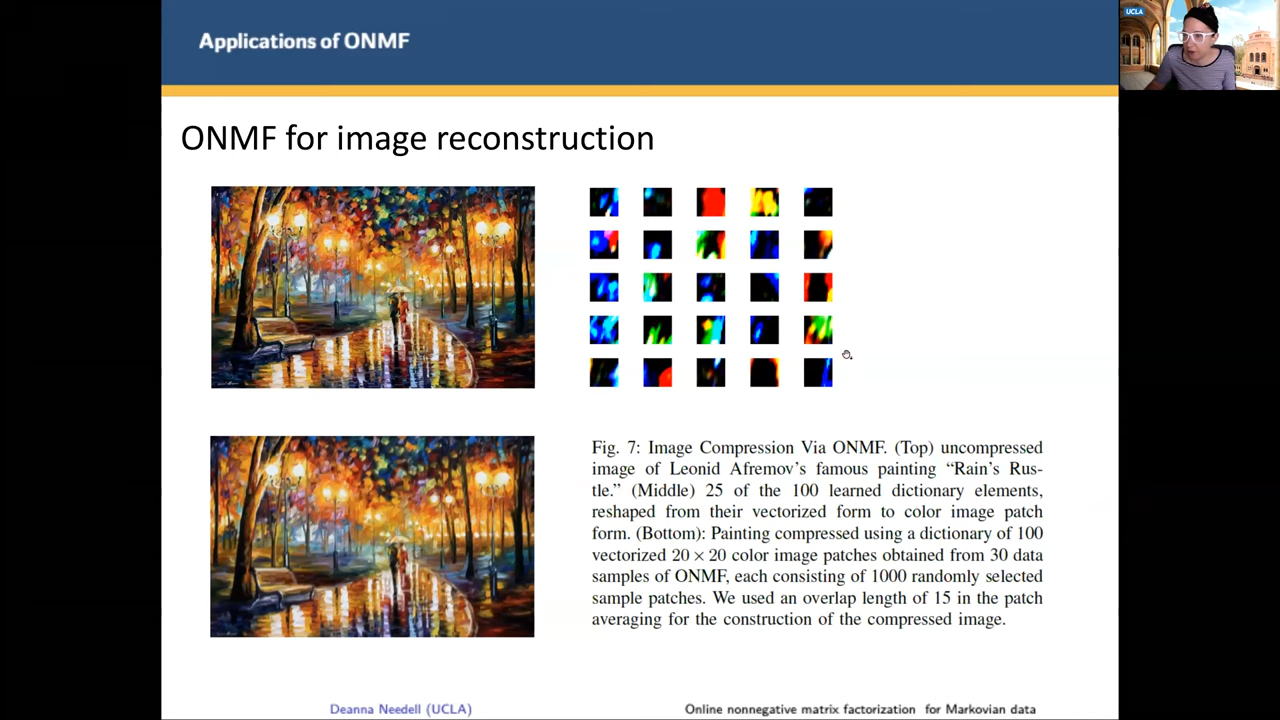 Applications of ONMF
UCLA
ONMF for image reconstruction
Fig. 7: Image Compression Via ONMF. (Top) uncompressed
image of Leonid Afremov's famous painting "Rain's Rus-
tle." (Middle) 25 of the 100 learned dictionary elements,
reshaped from their vectorized form to color image patch
form. (Bottom): Painting compressed using a dictionary of 100
vectorized 20 × 20 color image patches obtained from 30 data
samples of ONMF, each consisting of 1000 randomly selected
sample patches. We used an overlap length of 15 in the patch
averaging for the construction of the compressed image.
Deanna Needell (UCLA)
Online nonnegative matrix factorization for Markovian data